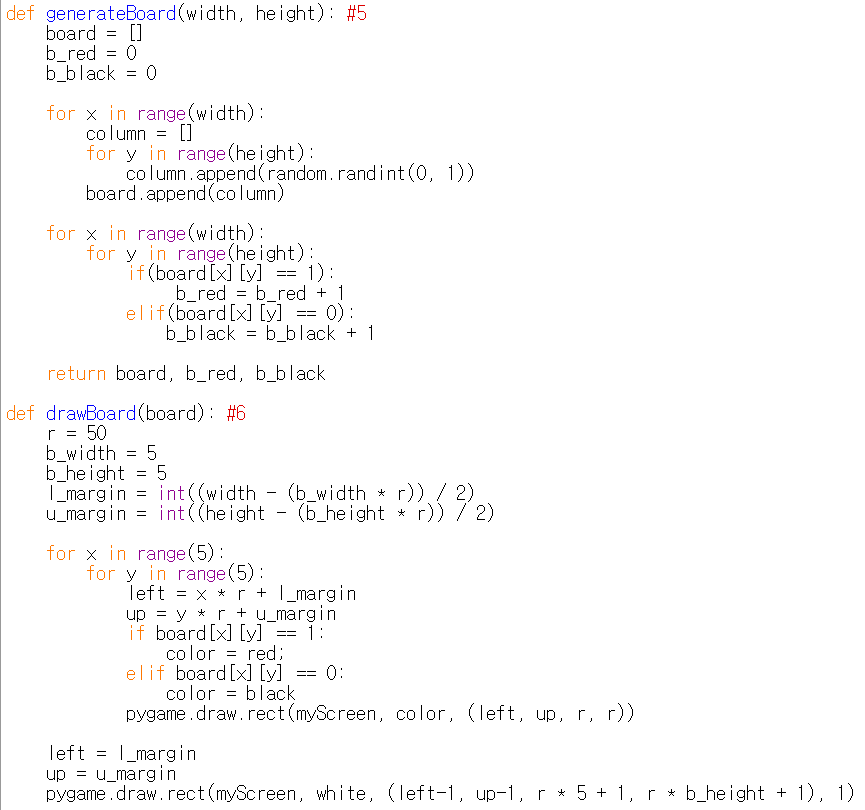 def generateBoard(width, height): #5
    board = []
    b_red = 0
    b_black = 0

    for x in range(width):
        column = []
        for y in range(height):
            column.append(random.randint(0, 1))
        board.append(column)

    for x in range(width):
        for y in range(height):
            if(board[x][y] == 1):
                 b_red = b_red + 1
            elif(board[x][y] == 0):
                b_black = b_black + 1

    return board, b_red, b_black

def drawBoard(board): #6
    r = 50
    b_width = 5
    b_height = 5
    l_margin = int((width - (b_width * r)) / 2)
    u_margin = int((height - (b_height * r)) / 2)

    for x in range(5):
        for y in range(5):
            left = x * r + l_margin
            up = y * r + u_margin
            if board[x][y] == 1:
                color = red;
            elif board[x][y] == 0:
                color = black
            pygame.draw.rect(myScreen, color, (left, up, r, r))

    left = l_margin
    up = u_margin
    pygame.draw.rect(myScreen, white, (left-1, up-1, r * 5 + 1, r * b_height + 1), 1)